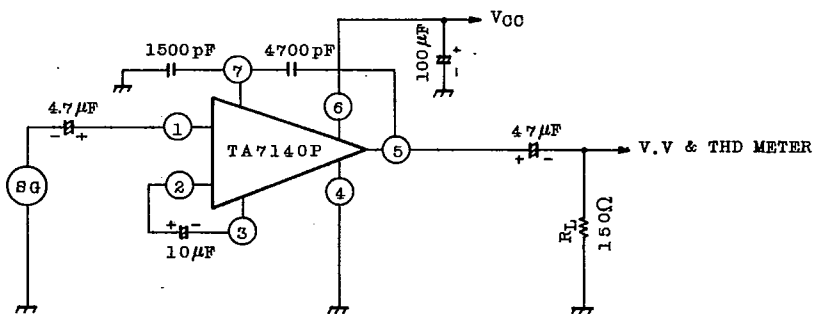 VCC
1500pF
4700pF
100μF
+
-
7
6
4.7μF
- +
1
TA7140P
5
47μF
+ -
V.V & THD METER
SG
2
+ -
10μF
3
4
RL
150Ω